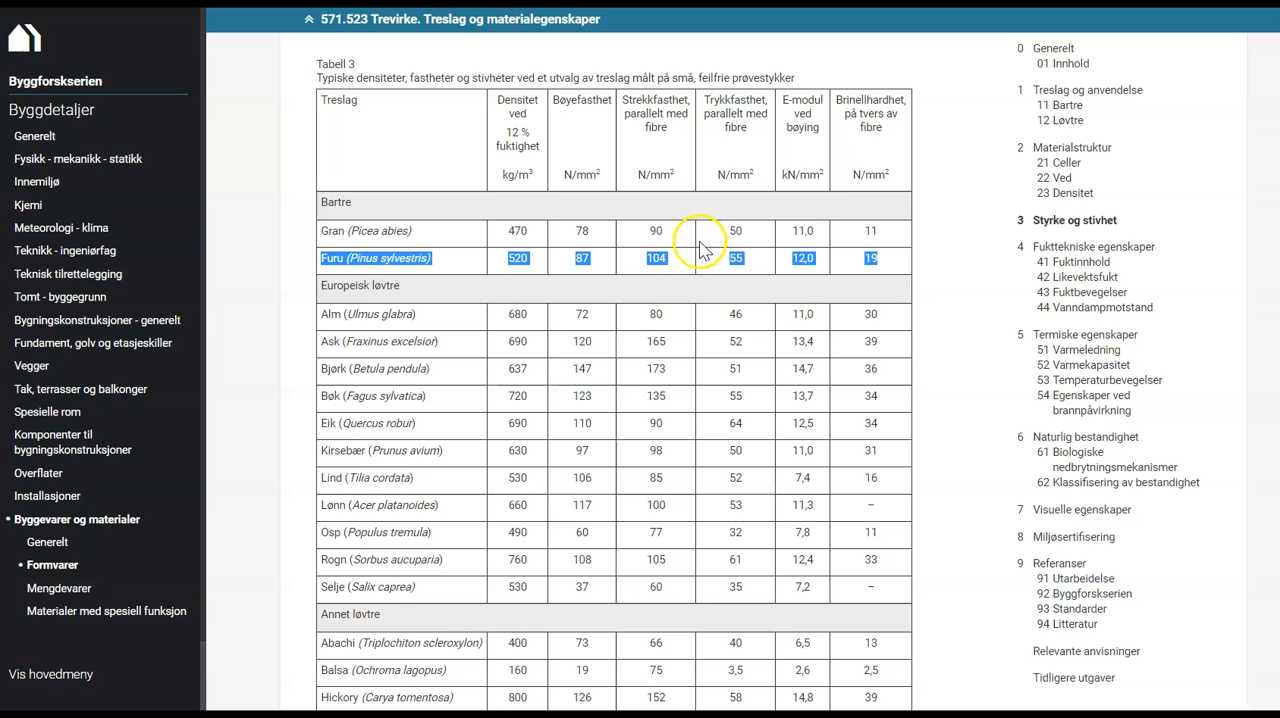 571.523 Trevirke. Treslag og materialegenskaper
Byggforskserien
Byggdetaljer
Generelt
Fysikk - mekanikk - statikk
Innemiljø
Kjemi
Meteorologi - klima
Teknikk - ingeniørfag
Teknisk tilrettelegging
Tomt - byggegrunn
Bygningskonstruksjoner - generelt
Fundament, golv og etasjeskiller
Vegger
Tak, terrasser og balkonger
Spesielle rom
Komponenter til
bygningskonstruksjoner
Overflater
Installasjoner
Byggevarer og materialer
Generelt
Formvarer
Mengdevarer
Materialer med spesiell funksjon
Vis hovedmeny
Tabell 3
Typiske densiteter, fastheter og stivheter ved et utvalg av treslag målt på små, feilfrie prøvestykker
Treslag Densitet Bøyefasthet Strekkfasthet, Trykkfasthet, E-modul Brinellhardhet,
ved parallelt med parallelt med ved på tvers av
12 % fibre fibre bøying fibre
fuktighet
kg/m³ N/mm² N/mm² N/mm² kN/mm² N/mm²
Bartre
Gran (Picea abies) 470 78 90 50 11,0 11
Furu (Pinus sylvestris) 520 87 104 55 12,0 19
Europeisk løvtre
Alm (Ulmus glabra) 680 72 80 46 11,0 30
Ask (Fraxinus excelsior) 690 120 165 52 13,4 39
Bjørk (Betula pendula) 637 147 173 51 14,7 36
Bøk (Fagus sylvatica) 720 123 135 55 13,7 34
Eik (Quercus robur) 690 110 90 64 12,5 34
Kirsebær (Prunus avium) 630 97 98 50 11,0 31
Lind (Tilia cordata) 530 106 85 52 7,4 16
Lønn (Acer platanoides) 660 117 100 53 11,3 –
Osp (Populus tremula) 490 60 77 32 7,8 11
Rogn (Sorbus aucuparia) 760 108 105 61 12,4 33
Selje (Salix caprea) 530 37 60 35 7,2 –
Annet løvtre
Abachi (Triplochiton scleroxylon) 400 73 66 40 6,5 13
Balsa (Ochroma lagopus) 160 19 75 3,5 2,6 2,5
Hickory (Carya tomentosa) 800 126 152 58 14,8 39
0 Generelt
01 Innhold
1 Treslag og anvendelse
11 Bartre
12 Løvtre
2 Materialstruktur
21 Celler
22 Ved
23 Densitet
3 Styrke og stivhet
4 Fukttekniske egenskaper
41 Fuktinnhold
42 Likevektsfukt
43 Fuktbevegelser
44 Vanndampmotstand
5 Termiske egenskaper
51 Varmeledning
52 Varmekapasitet
53 Temperaturbevegelser
54 Egenskaper ved
brannpåvirkning
6 Naturlig bestandighet
61 Biologiske
nedbrytningsmekanismer
62 Klassifisering av bestandighet
7 Visuelle egenskaper
8 Miljøsertifisering
9 Referanser
91 Utarbeidelse
92 Byggforskserien
93 Standarder
94 Litteratur
Relevante anvisninger
Tidligere utgaver